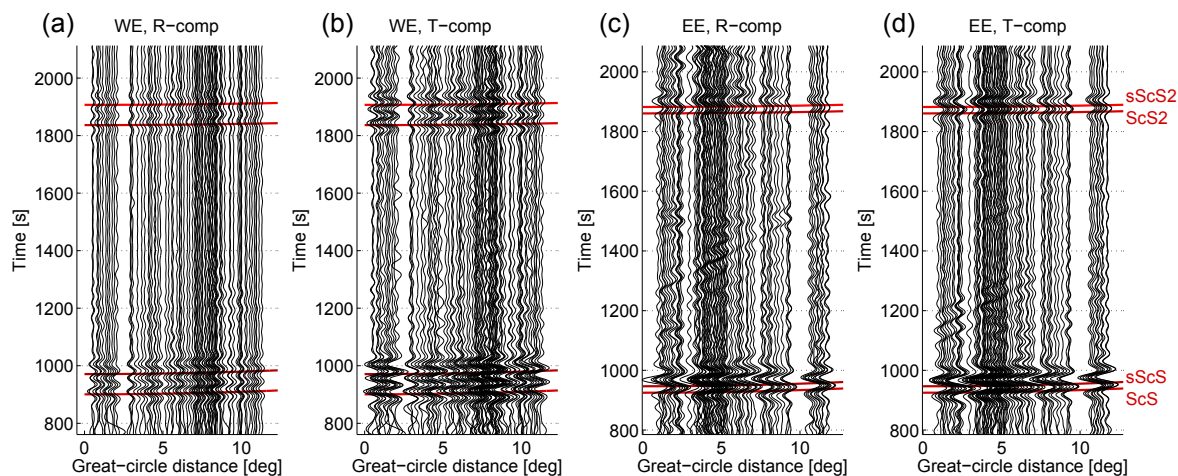 (a) WE, R−comp
(b) WE, T−comp
(c) EE, R−comp
(d) EE, T−comp
Time [s]
2000
1800
1600
1400
1200
1000
800
0 5 10
Great−circle distance [deg]
Time [s]
2000
1800
1600
1400
1200
1000
800
0 5 10
Great−circle distance [deg]
Time [s]
2000
1800
1600
1400
1200
1000
800
0 5 10
Great−circle distance [deg]
Time [s]
2000
1800
1600
1400
1200
1000
800
0 5 10
Great−circle distance [deg]
sScS2
ScS2
sScS
ScS